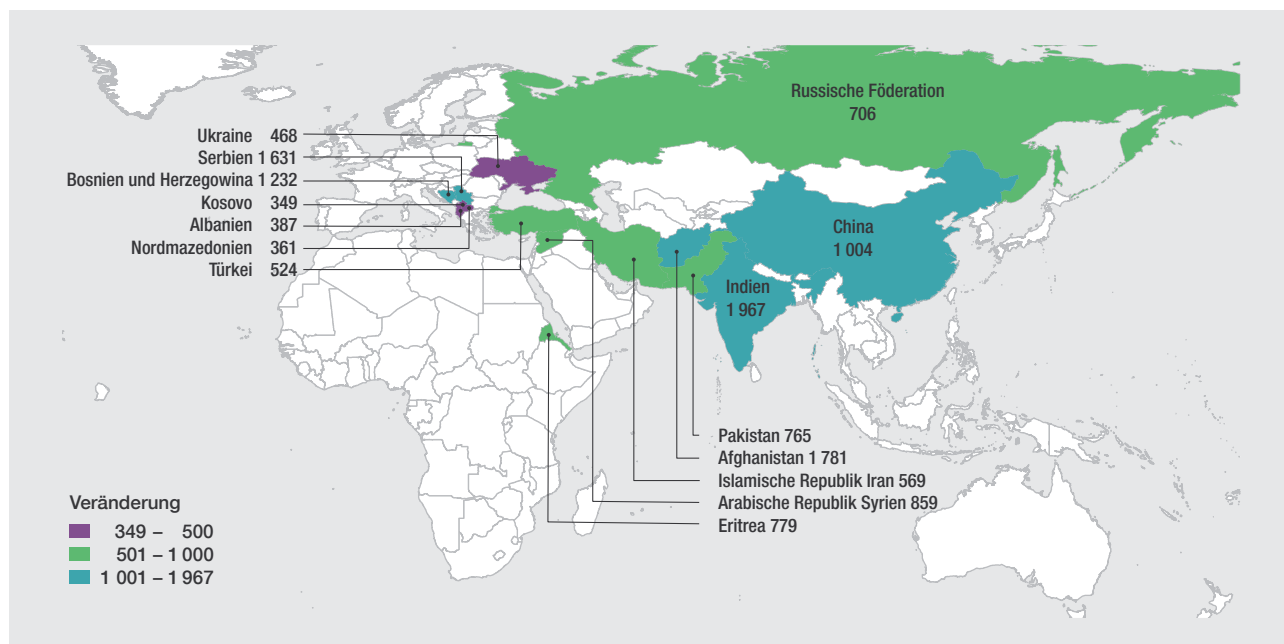 Russische Föderation
706
Ukraine 468
Serbien 1 631
Bosnien und Herzegowina 1 232
Kosovo 349
Albanien 387
Nordmazedonien 361
Türkei 524
China
1 004
Indien
1 967
Pakistan 765
Afghanistan 1 781
Islamische Republik Iran 569
Arabische Republik Syrien 859
Eritrea 779
Veränderung
349 – 500
501 – 1 000
1 001 – 1 967